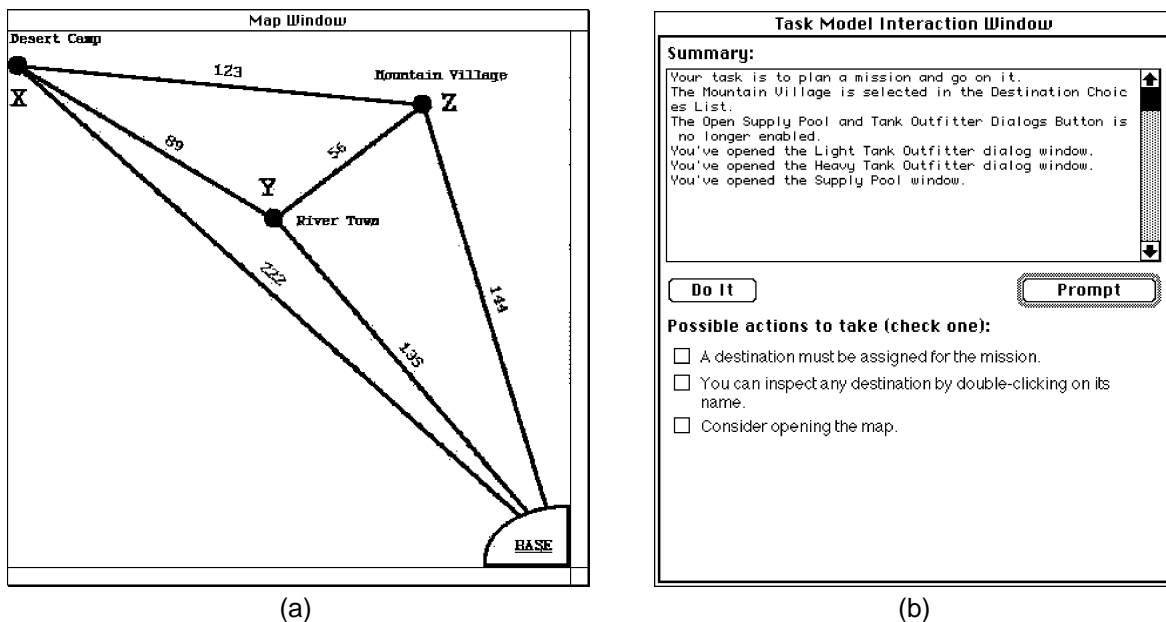 Map Window
Desert Camp
123
Mountain Village
X
Z
89
56
Y
River Town
222
144
135
BASE
(a)
Task Model Interaction Window
Summary:
Your task is to plan a mission and go on it.
The Mountain Village is selected in the Destination Choic
es List.
The Open Supply Pool and Tank Outfitter Dialogs Button is
no longer enabled.
You've opened the Light Tank Outfitter dialog window.
You've opened the Heavy Tank Outfitter dialog window.
You've opened the Supply Pool window.
Do It
Prompt
Possible actions to take (check one):
A destination must be assigned for the mission.
You can inspect any destination by double-clicking on its
name.
Consider opening the map.
(b)